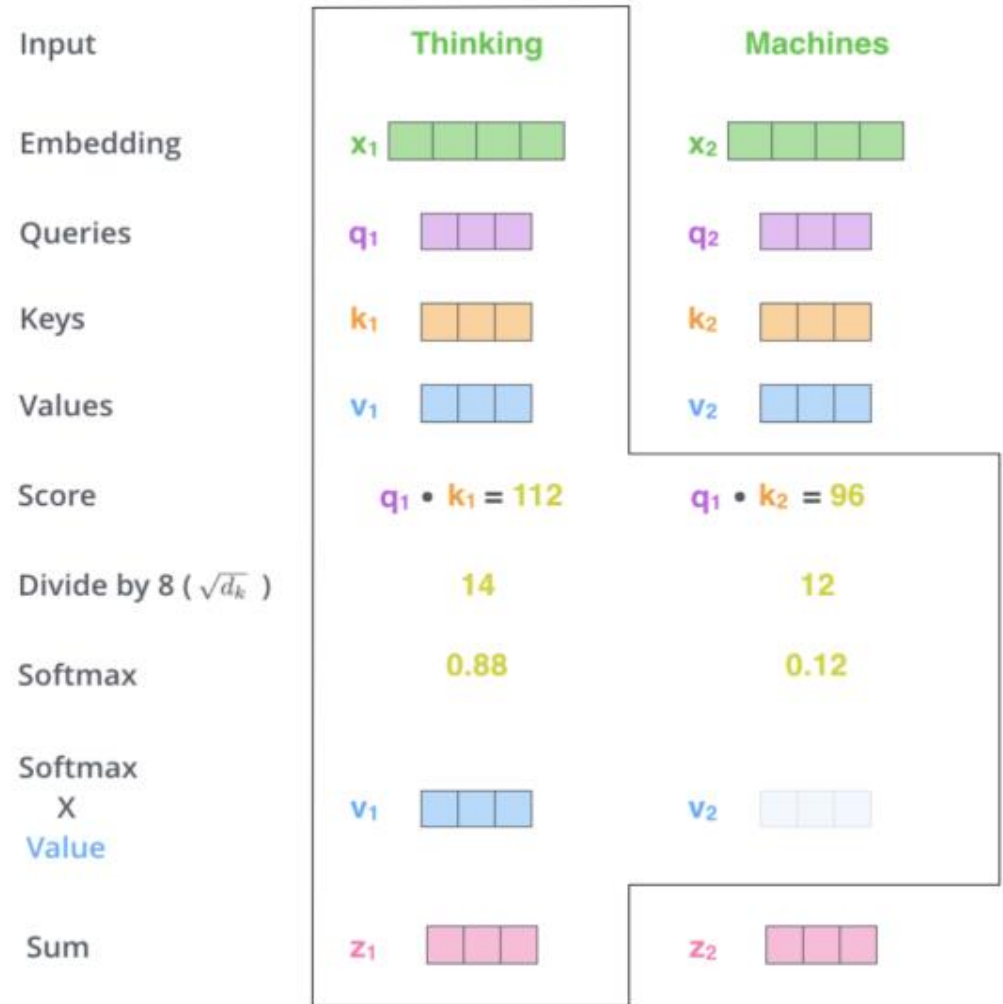 Input Thinking Machines
Embedding x₁ x₂
Queries q₁ q₂
Keys k₁ k₂
Values v₁ v₂
Score q₁ • k₁ = 112 q₁ • k₂ = 96
Divide by 8 ( √dₖ ) 14 12
Softmax 0.88 0.12
Softmax
X
Value
v₁ v₂
Sum z₁ z₂